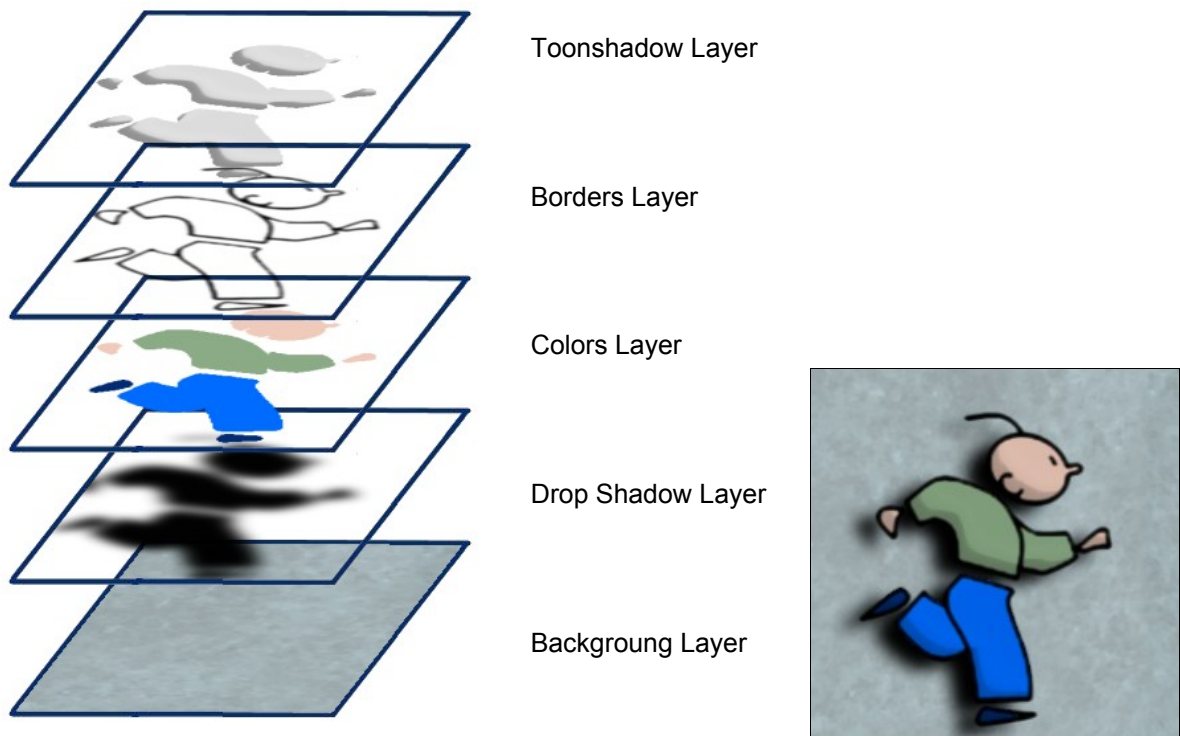 Toonshadow Layer
Borders Layer
Colors Layer
Drop Shadow Layer
Backgroung Layer